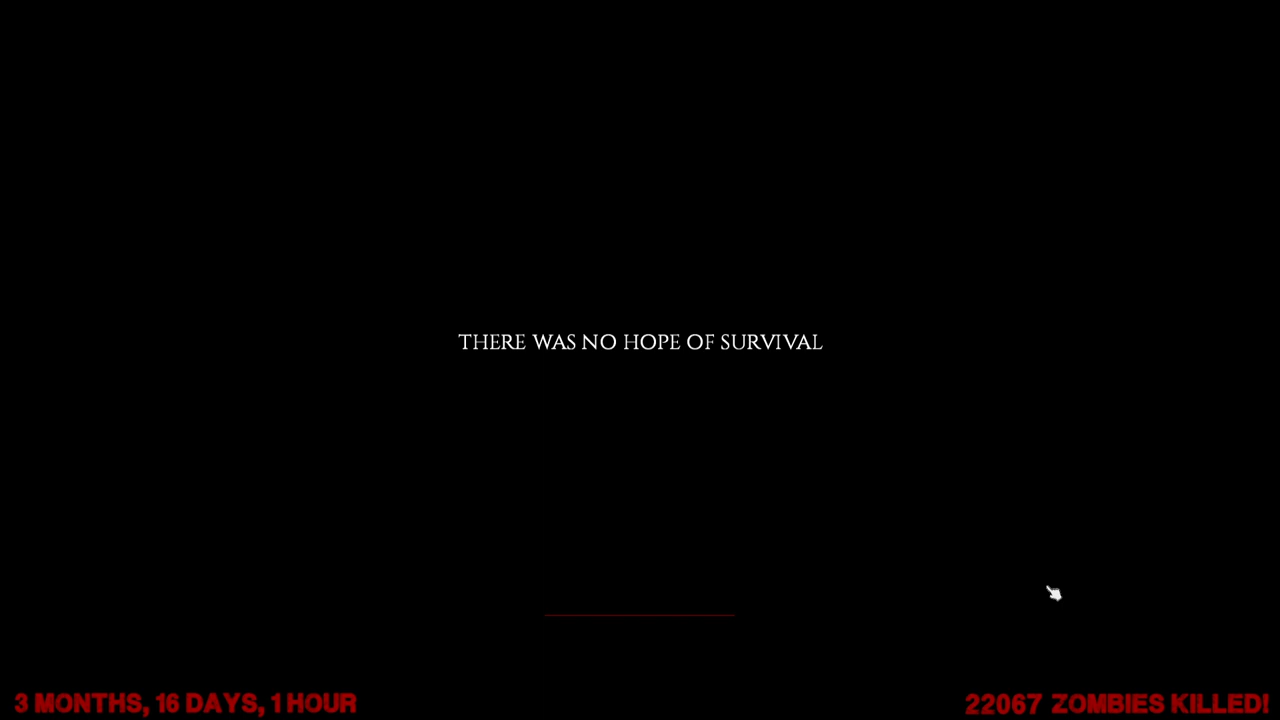 THERE WAS NO HOPE OF SURVIVAL
3 MONTHS, 16 DAYS, 1 HOUR
22067 ZOMBIES KILLED!